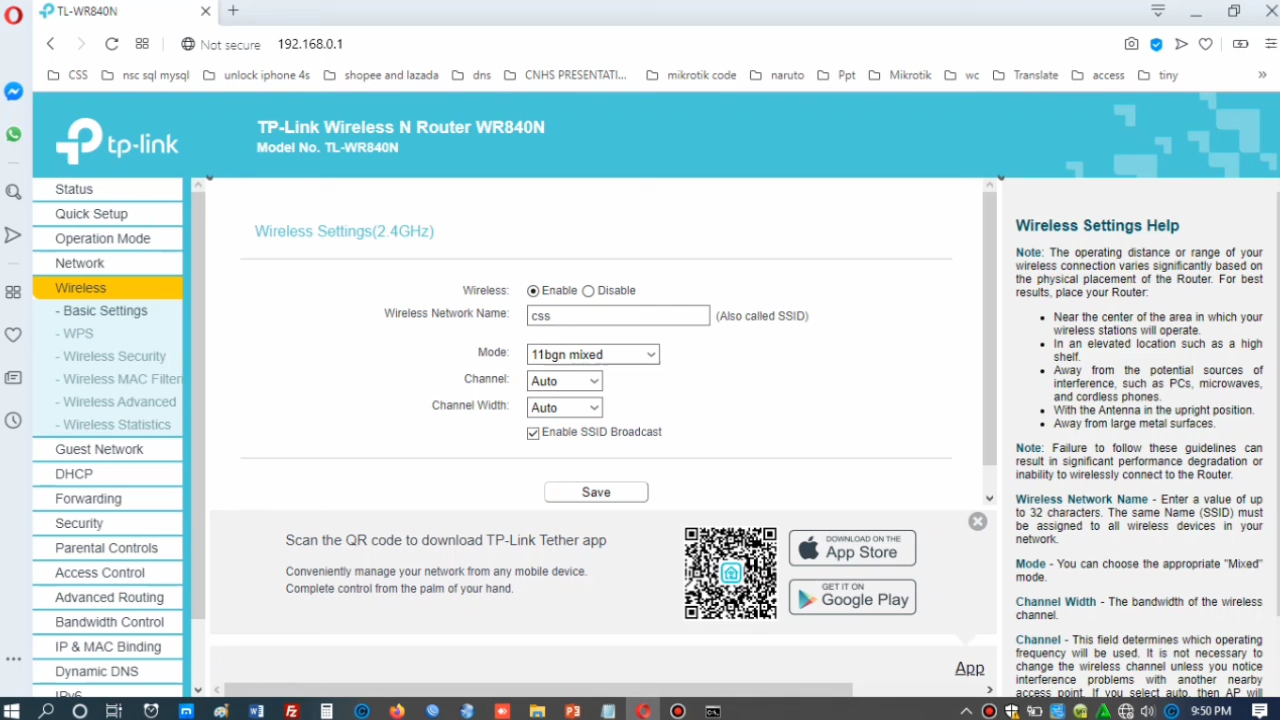 TL-WR840N
Not secure 192.168.0.1
CSS nsc sql mysql unlock iphone 4s shopee and lazada dns CNHS PRESENTATI... mikrotik code naruto Ppt Mikrotik wc Translate access tiny
tp-link
TP-Link Wireless N Router WR840N
Model No. TL-WR840N
Status
Quick Setup
Operation Mode
Network
Wireless
- Basic Settings
- WPS
- Wireless Security
- Wireless MAC Filterin
- Wireless Advanced
- Wireless Statistics
Guest Network
DHCP
Forwarding
Security
Parental Controls
Access Control
Advanced Routing
Bandwidth Control
IP & MAC Binding
Dynamic DNS
IPv6
Wireless Settings(2.4GHz)
Wireless: Enable Disable
Wireless Network Name: css (Also called SSID)
Mode: 11bgn mixed
Channel: Auto
Channel Width: Auto
Enable SSID Broadcast
Save
Scan the QR code to download TP-Link Tether app
Conveniently manage your network from any mobile device.
Complete control from the palm of your hand.
DOWNLOAD ON THE
App Store
GET IT ON
Google Play
App
Wireless Settings Help
Note: The operating distance or range of your
wireless connection varies significantly based on
the physical placement of the Router. For best
results, place your Router:
• Near the center of the area in which your
wireless stations will operate.
• In an elevated location such as a high
shelf.
• Away from the potential sources of
interference, such as PCs, microwaves,
and cordless phones.
• With the Antenna in the upright position.
• Away from large metal surfaces.
Note: Failure to follow these guidelines can
result in significant performance degradation or
inability to wirelessly connect to the Router.
Wireless Network Name - Enter a value of up
to 32 characters. The same Name (SSID) must
be assigned to all wireless devices in your
network.
Mode - You can choose the appropriate "Mixed"
mode.
Channel Width - The bandwidth of the wireless
channel.
Channel - This field determines which operating
frequency will be used. It is not necessary to
change the wireless channel unless you notice
interference problems with another nearby
access point. If you select auto, then AP will
9:50 PM